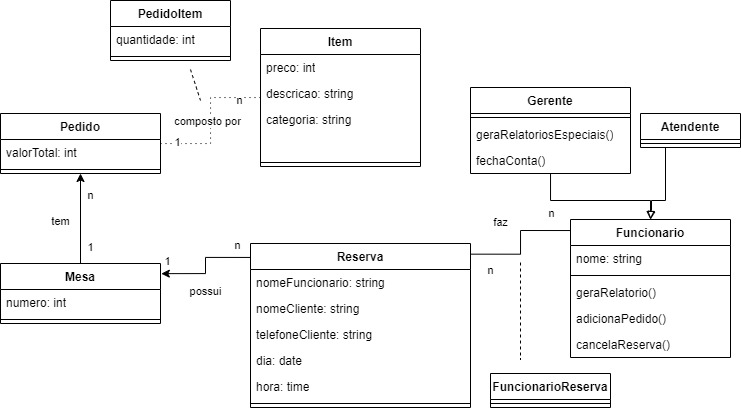 PedidoItem
quantidade: int
Item
preco: int
descricao: string
categoria: string
n
composto por
1
Pedido
valorTotal: int
Gerente
geraRelatoriosEspeciais()
fechaConta()
Atendente
n
tem
1
Mesa
numero: int
1
n
possui
Reserva
nomeFuncionario: string
nomeCliente: string
telefoneCliente: string
dia: date
hora: time
faz
n
n
Funcionario
nome: string
geraRelatorio()
adicionaPedido()
cancelaReserva()
FuncionarioReserva